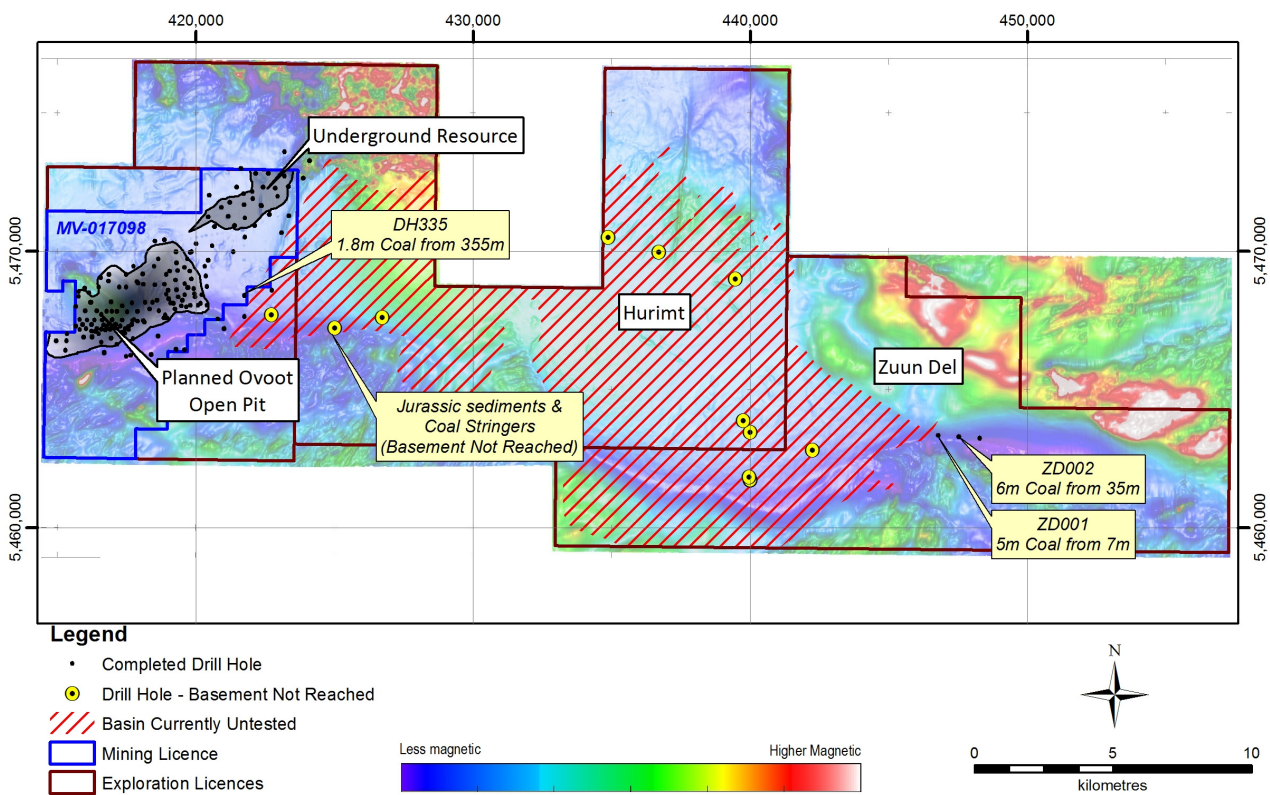 420,000
430,000
440,000
450,000
Underground Resource
MV-017098
DH335
1.8m Coal from 355m
5,470,000
5,470,000
Hurimt
Zuun Del
Planned Ovoot
Open Pit
Jurassic sediments &
Coal Stringers
(Basement Not Reached)
ZD002
6m Coal from 35m
ZD001
5m Coal from 7m
5,460,000
5,460,000
Legend
Completed Drill Hole
Drill Hole - Basement Not Reached
Basin Currently Untested
Mining Licence
Exploration Licences
Less magnetic
Higher Magnetic
N
0
5
10
kilometres